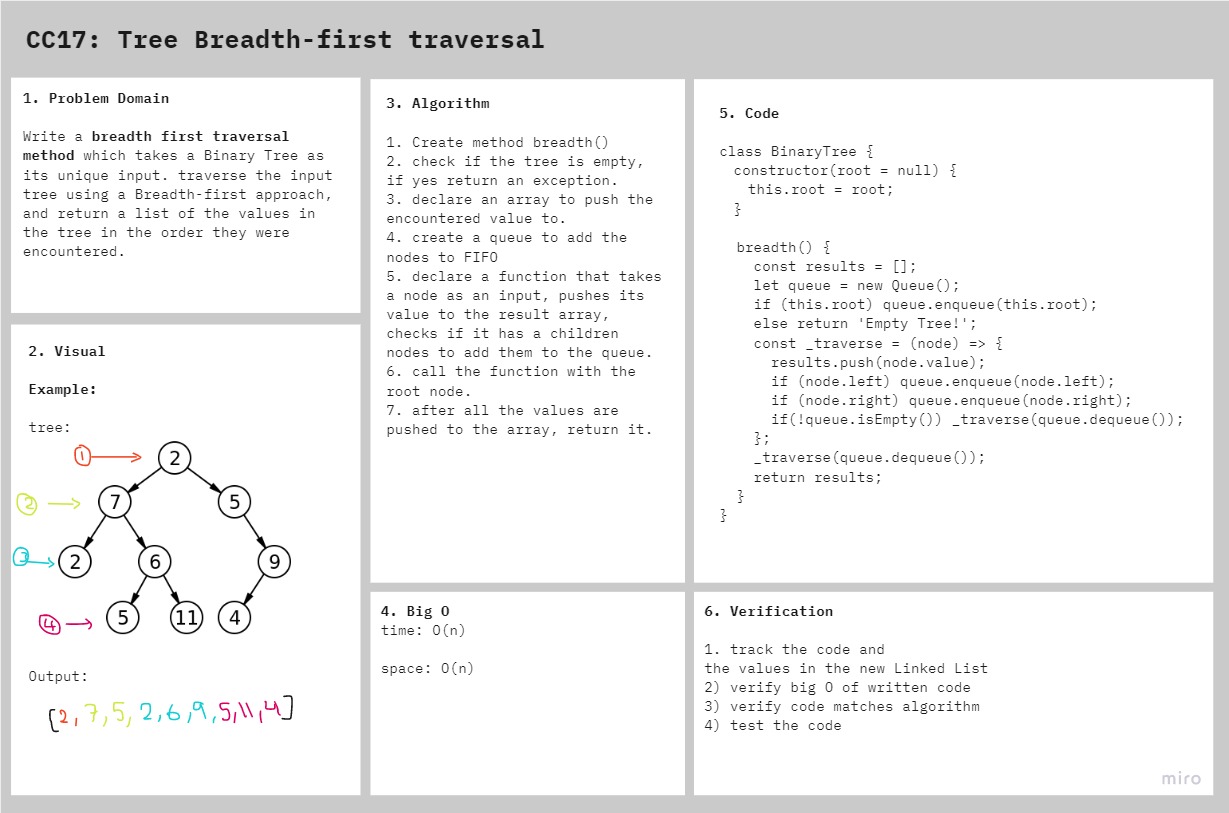 CC17: Tree Breadth-first traversal
1. Problem Domain
Write a breadth first traversal
method which takes a Binary Tree as
its unique input. traverse the input
tree using a Breadth-first approach,
and return a list of the values in
the tree in the order they were
encountered.
2. Visual
Example:
tree:
1
2
2
7
5
3
2
6
9
4
5
11
4
Output:
[2, 7, 5, 2, 6, 9, 5, 11, 4]
3. Algorithm
1. Create method breadth()
2. check if the tree is empty,
if yes return an exception.
3. declare an array to push the
encountered value to.
4. create a queue to add the
nodes to FIFO
5. declare a function that takes
a node as an input, pushes its
value to the result array,
checks if it has a children
nodes to add them to the queue.
6. call the function with the
root node.
7. after all the values are
pushed to the array, return it.
4. Big O
time: O(n)
space: O(n)
5. Code
class BinaryTree {
constructor(root = null) {
this.root = root;
}
breadth() {
const results = [];
let queue = new Queue();
if (this.root) queue.enqueue(this.root);
else return 'Empty Tree!';
const _traverse = (node) => {
results.push(node.value);
if (node.left) queue.enqueue(node.left);
if (node.right) queue.enqueue(node.right);
if(!queue.isEmpty()) _traverse(queue.dequeue());
};
_traverse(queue.dequeue());
return results;
}
}
6. Verification
1. track the code and
the values in the new Linked List
2) verify big O of written code
3) verify code matches algorithm
4) test the code
miro